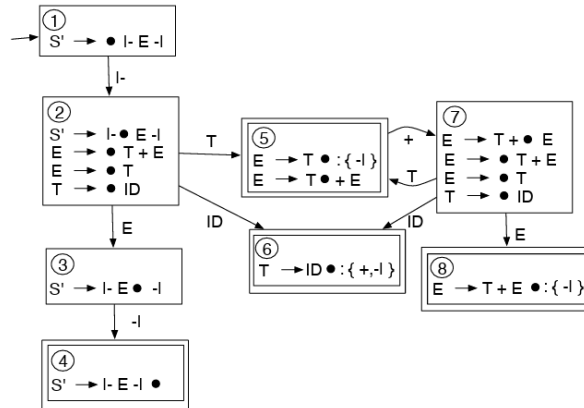 1
S' → ● I- E -I
I-
2
S' → I- ● E -I
E → ● T + E
E → ● T
T → ● ID
T
5
E → T ● : { -I }
E → T ● + E
+
T
7
E → T + ● E
E → ● T + E
E → ● T
T → ● ID
ID
ID
6
T → ID ● : { +,-I }
E
8
E → T + E ● : { -I }
E
3
S' → I- E ● -I
-I
4
S' → I- E -I ●